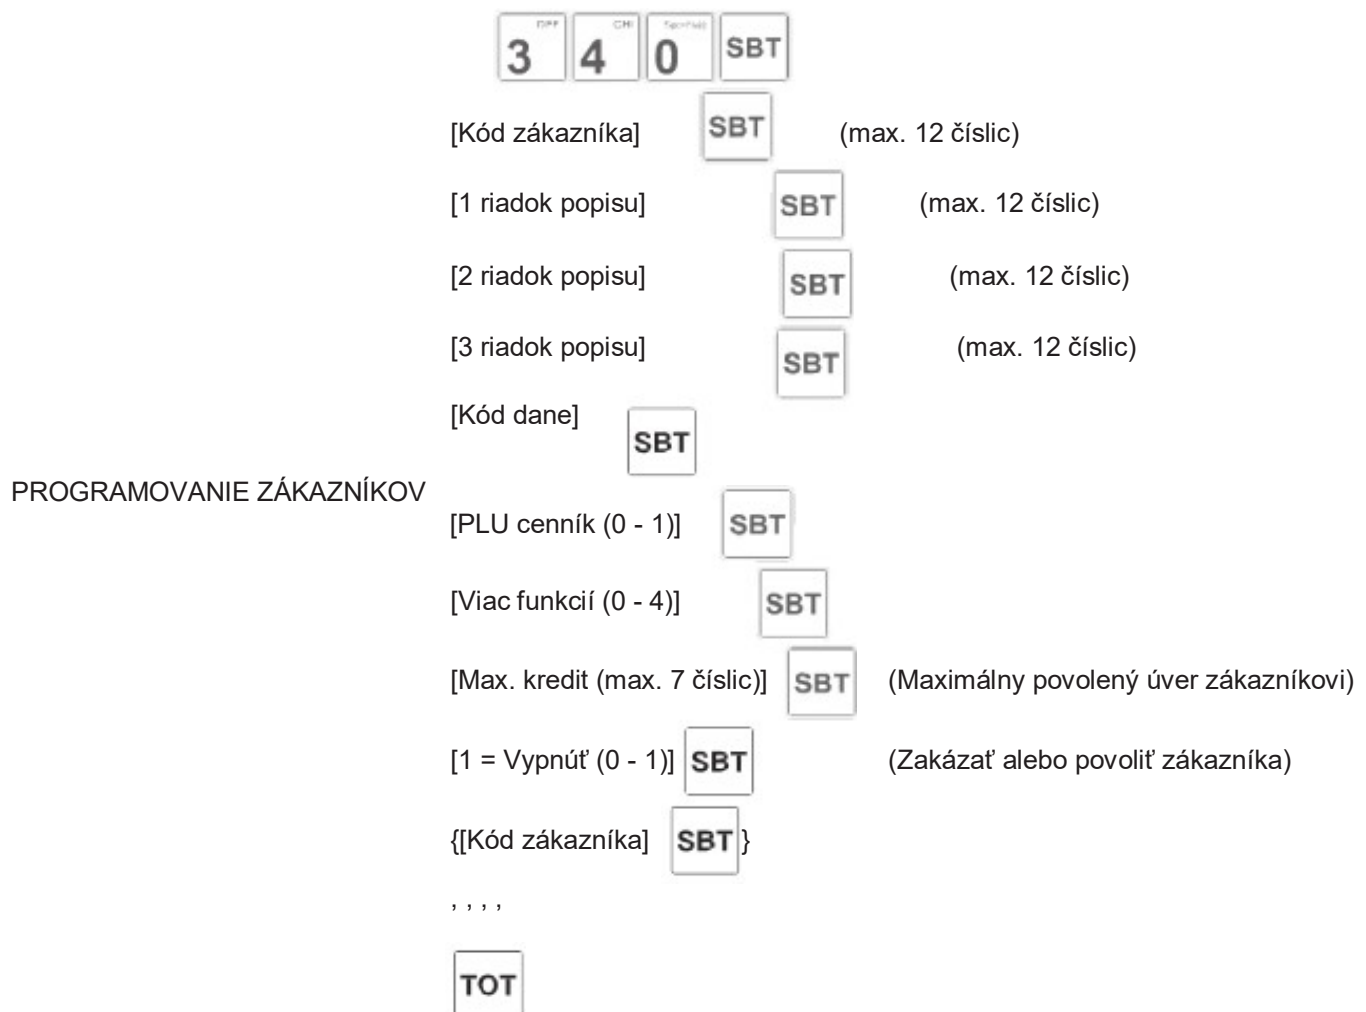 3 OFF 4 CH 0 SBT
[Kód zákazníka] SBT (max. 12 číslic)
[1 riadok popisu] SBT (max. 12 číslic)
[2 riadok popisu] SBT (max. 12 číslic)
[3 riadok popisu] SBT (max. 12 číslic)
[Kód dane] SBT
PROGRAMOVANIE ZÁKAZNÍKOV
[PLU cenník (0 - 1)] SBT
[Viac funkcií (0 - 4)] SBT
[Max. kredit (max. 7 číslic)] SBT (Maximálny povolený úver zákazníkovi)
[1 = Vypnúť (0 - 1)] SBT (Zakázať alebo povoliť zákazníka)
{[Kód zákazníka] SBT }
, , , ,
TOT